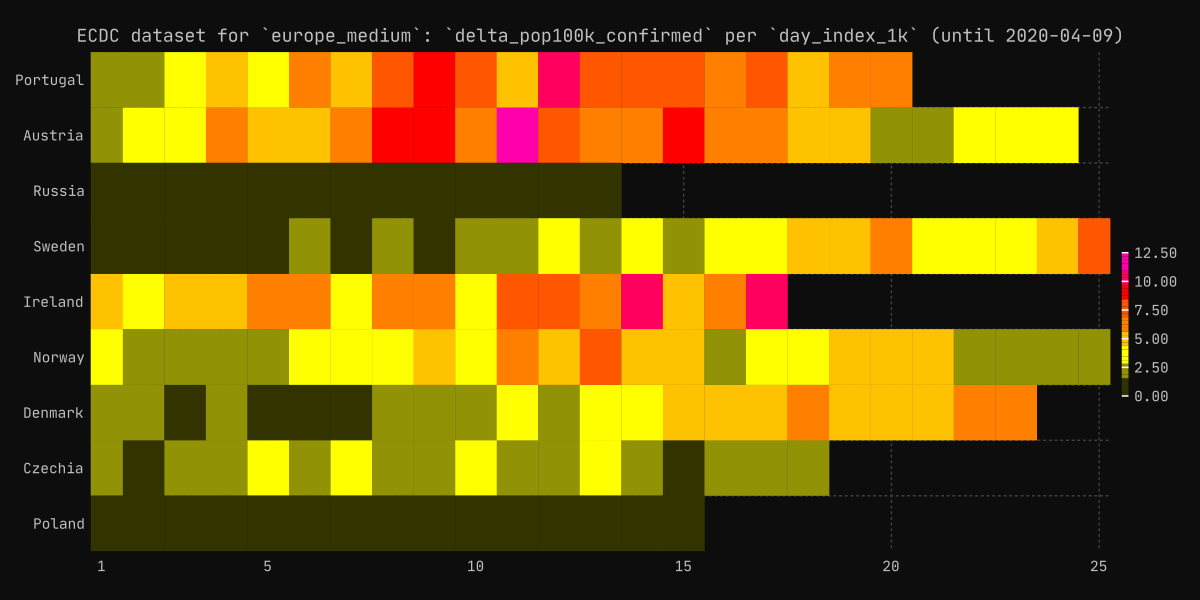 ECDC dataset for `europe_medium`: `delta_pop100k_confirmed` per `day_index_1k` (until 2020-04-09)
Portugal
Austria
Russia
Sweden
Ireland
Norway
Denmark
Czechia
Poland
12.50
10.00
7.50
5.00
2.50
0.00
1 5 10 15 20 25